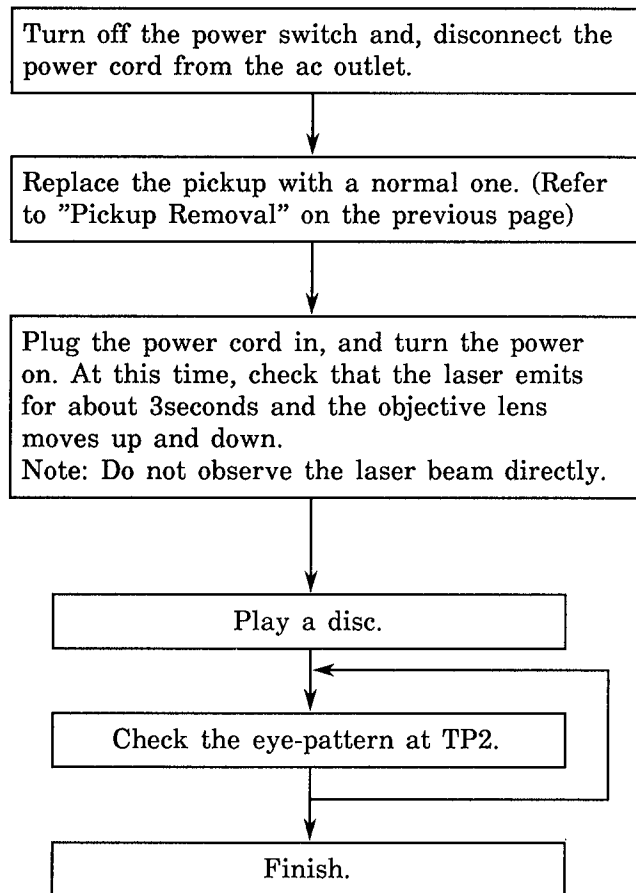 Turn off the power switch and, disconnect the
power cord from the ac outlet.
Replace the pickup with a normal one. (Refer
to ”Pickup Removal” on the previous page)
Plug the power cord in, and turn the power
on. At this time, check that the laser emits
for about 3seconds and the objective lens
moves up and down.
Note: Do not observe the laser beam directly.
Play a disc.
Check the eye-pattern at TP2.
Finish.